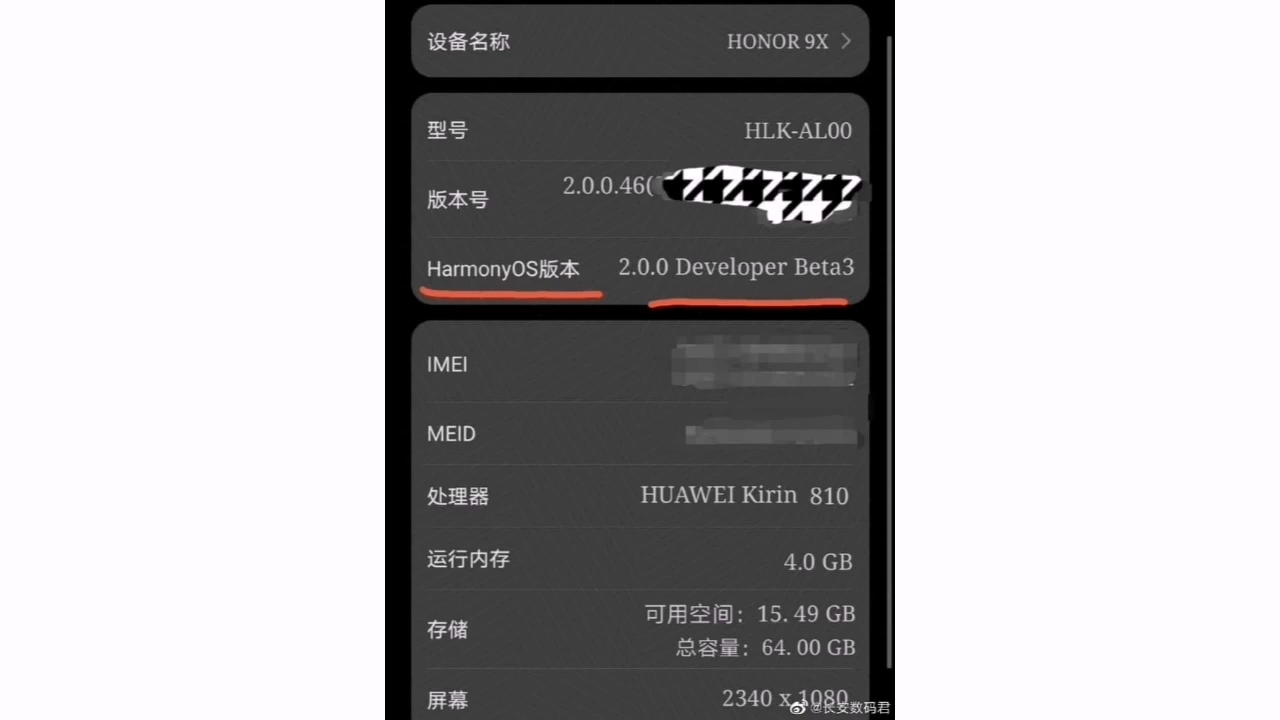 设备名称 HONOR 9X
型号 HLK-AL00
版本号 2.0.0.46(
HarmonyOS版本 2.0.0 Developer Beta3
IMEI
MEID
处理器 HUAWEI Kirin 810
运行内存 4.0 GB
存储 可用空间：15.49 GB
总容量：64.00 GB
屏幕 2340 x 1080
@长安数码君